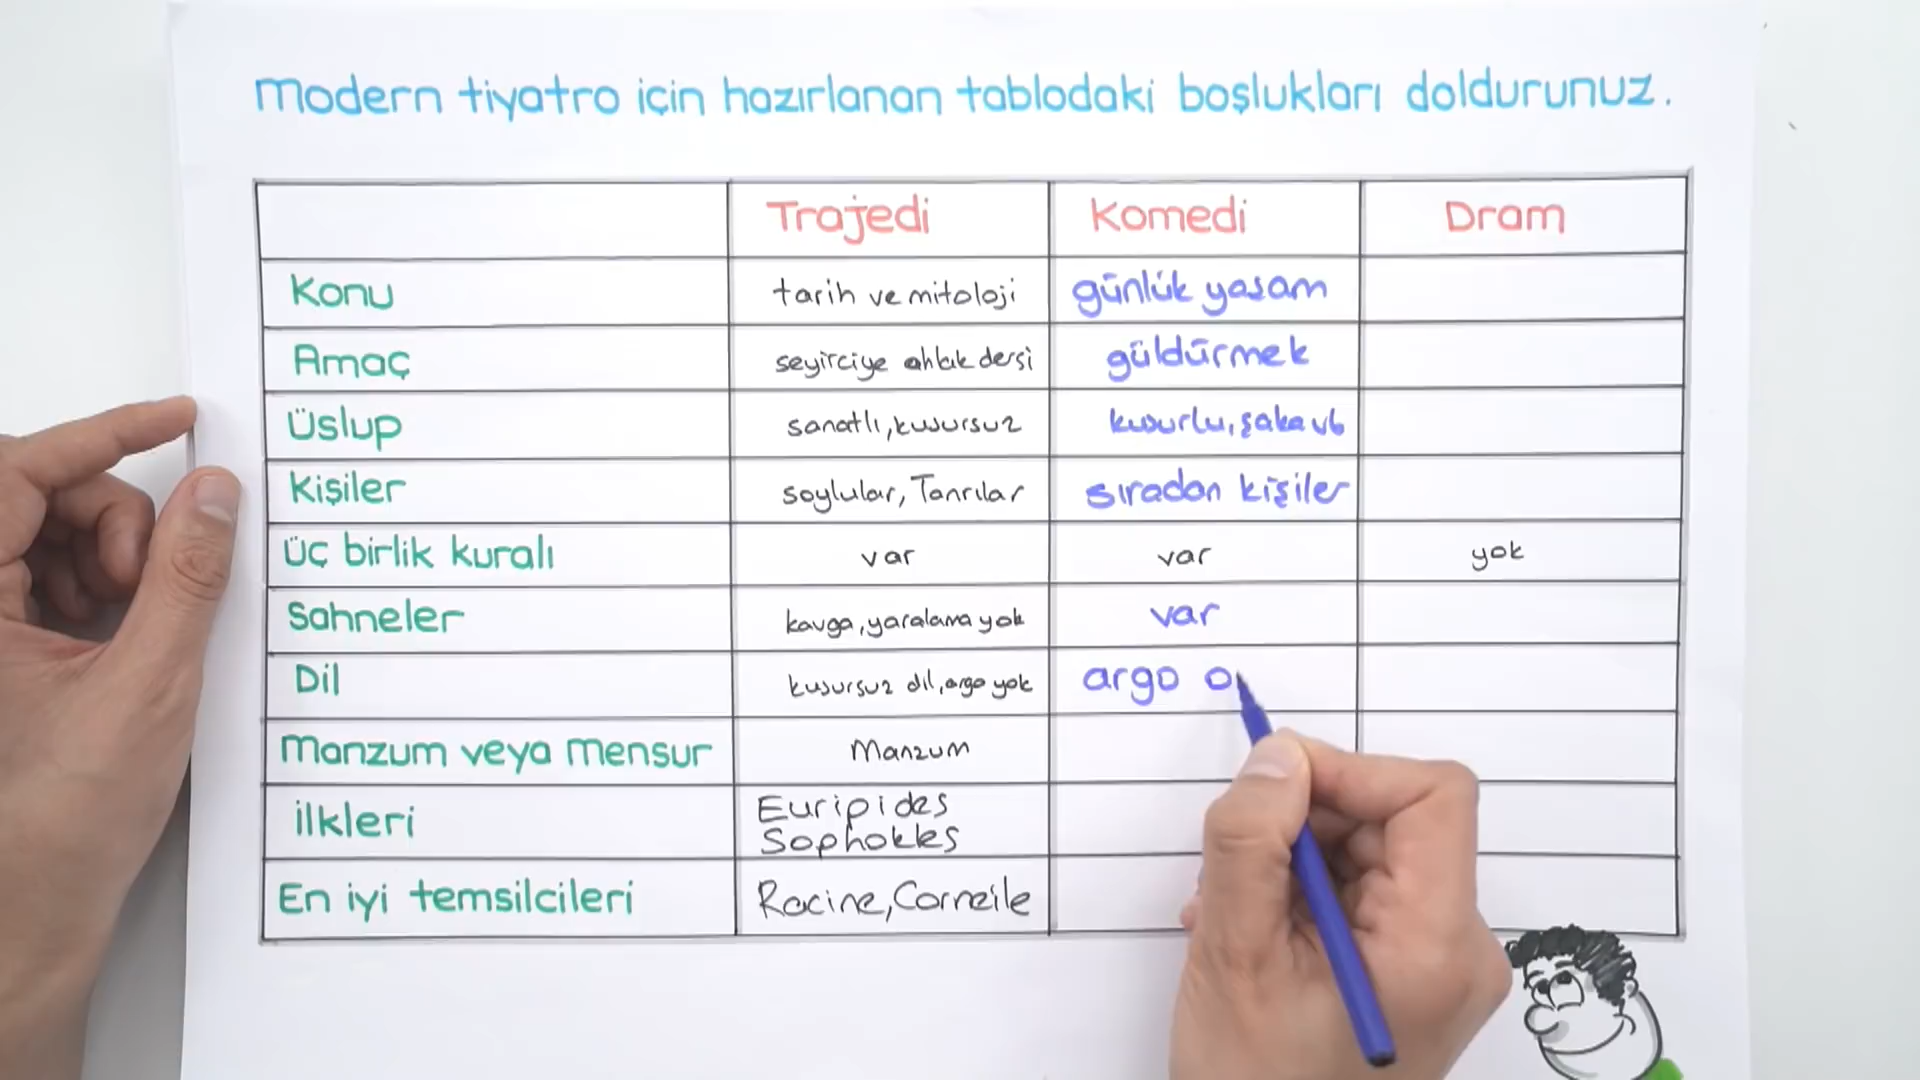 Modern tiyatro için hazırlanan tablodaki boşlukları doldurunuz.
Trajedi Komedi Dram
Konu tarih ve mitoloji günlük yasam
Amaç seyirciye ahlak dersi güldürmek
Üslup sanatlı, kusursuz kusurlu, şaka vb
Kişiler soylular, Tanrılar sıradan kişiler
Üç birlik kuralı var var yok
Sahneler kavga, yaralama yok var
Dil kusursuz dil, argo yok argo o
Manzum veya Mensur Manzum
İlkleri Euripides
Sophokles
En iyi temsilcileri Racine, Corneile